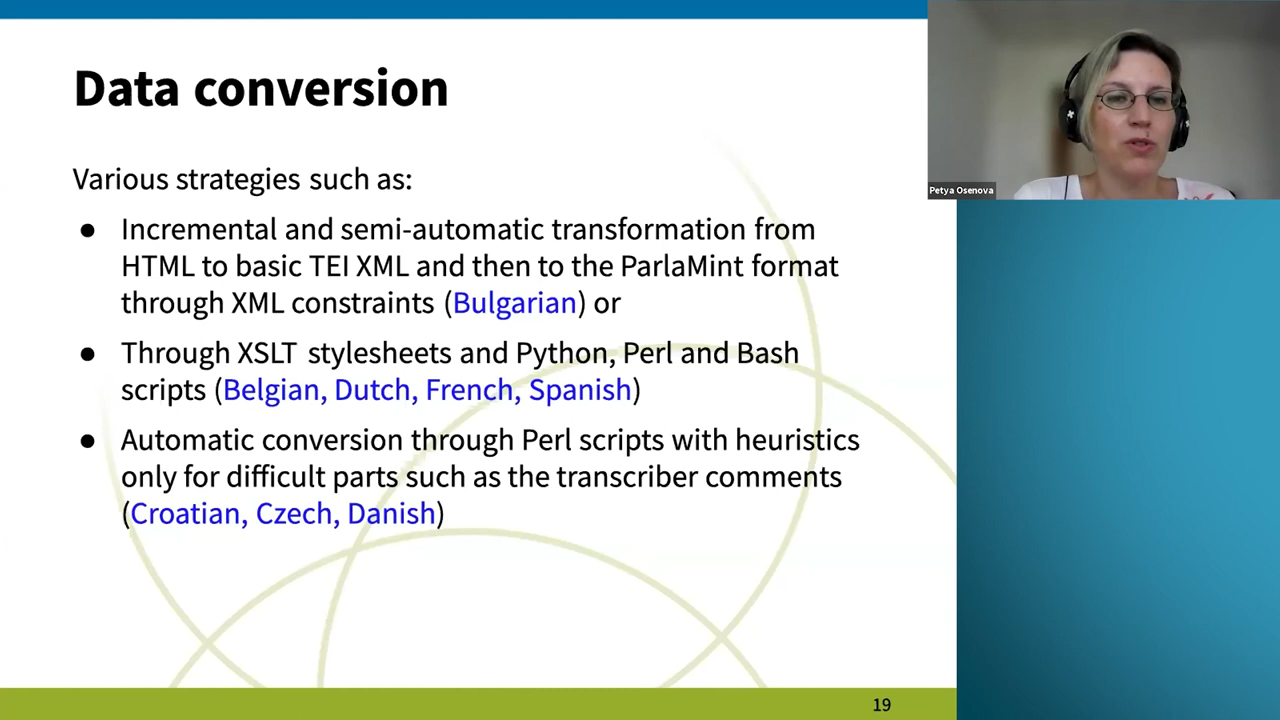 Data conversion
Various strategies such as:
● Incremental and semi-automatic transformation from
HTML to basic TEI XML and then to the ParlaMint format
through XML constraints (Bulgarian) or
● Through XSLT stylesheets and Python, Perl and Bash
scripts (Belgian, Dutch, French, Spanish)
● Automatic conversion through Perl scripts with heuristics
only for difficult parts such as the transcriber comments
(Croatian, Czech, Danish)
19
Petya Osenova